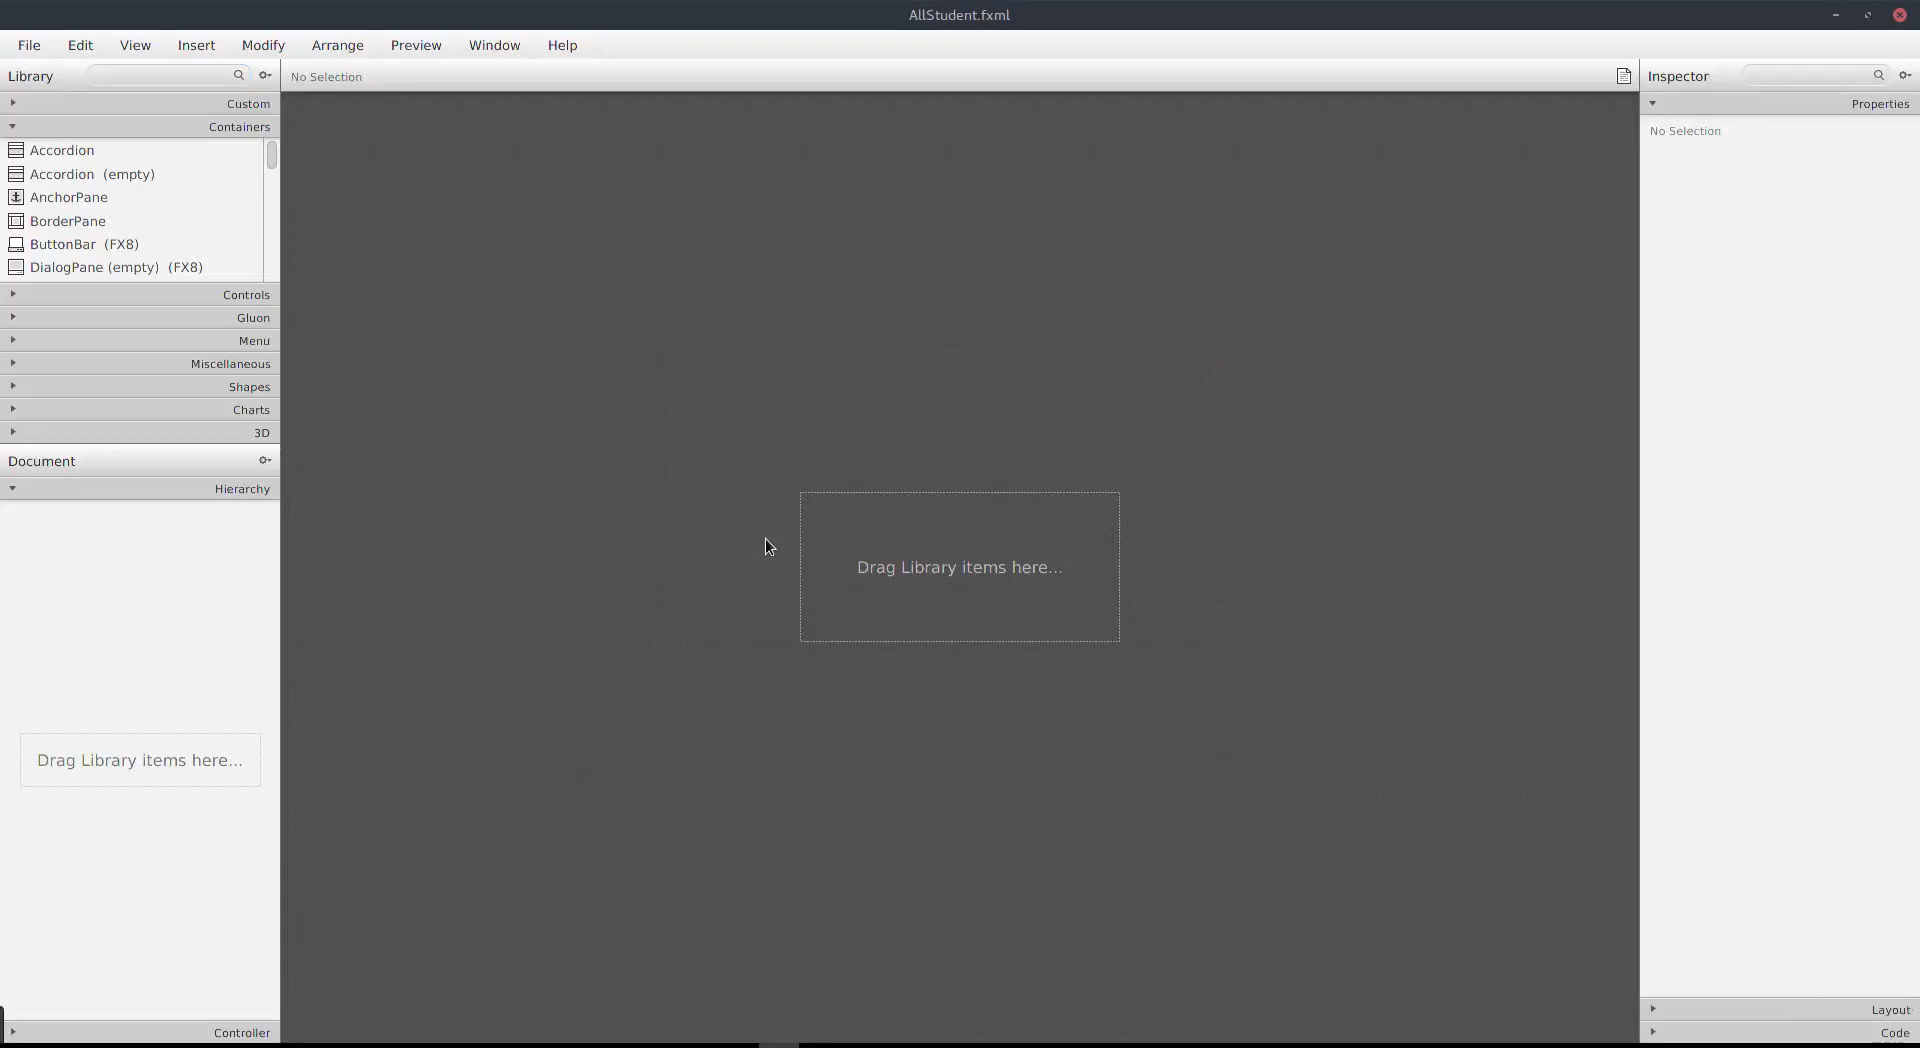 AllStudent.fxml
File Edit View Insert Modify Arrange Preview Window Help
Library
No Selection
Inspector
Custom
Containers
Accordion
Accordion (empty)
AnchorPane
BorderPane
ButtonBar (FX8)
DialogPane (empty) (FX8)
Controls
Gluon
Menu
Miscellaneous
Shapes
Charts
3D
Document
Hierarchy
Drag Library items here...
Controller
Drag Library items here...
Properties
No Selection
Layout
Code